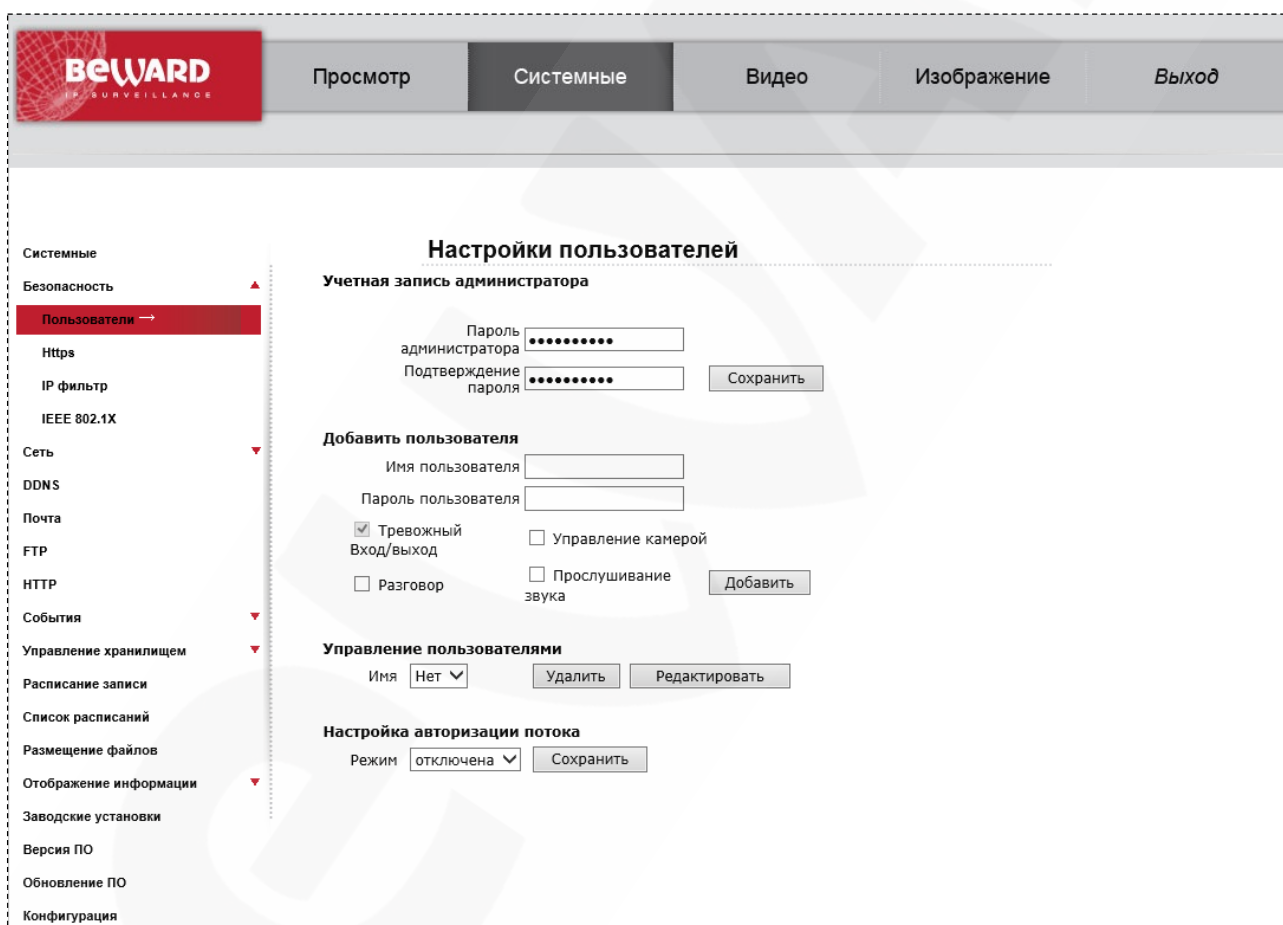 BEWARD
IP SURVEILLANCE
Просмотр
Системные
Видео
Изображение
Выход
Системные
Безопасность
Пользователи →
Https
IP фильтр
IEEE 802.1X
Сеть
DDNS
Почта
FTP
HTTP
События
Управление хранилищем
Расписание записи
Список расписаний
Размещение файлов
Отображение информации
Заводские установки
Версия ПО
Обновление ПО
Конфигурация
Настройки пользователей
Учетная запись администратора
Пароль
администратора ••••••••••
Подтверждение
пароля •••••••••• Сохранить
Добавить пользователя
Имя пользователя
Пароль пользователя
Тревожный
Вход/выход
Управление камерой
Разговор
Прослушивание
звука
Добавить
Управление пользователями
Имя Нет Удалить Редактировать
Настройка авторизации потока
Режим отключена Сохранить